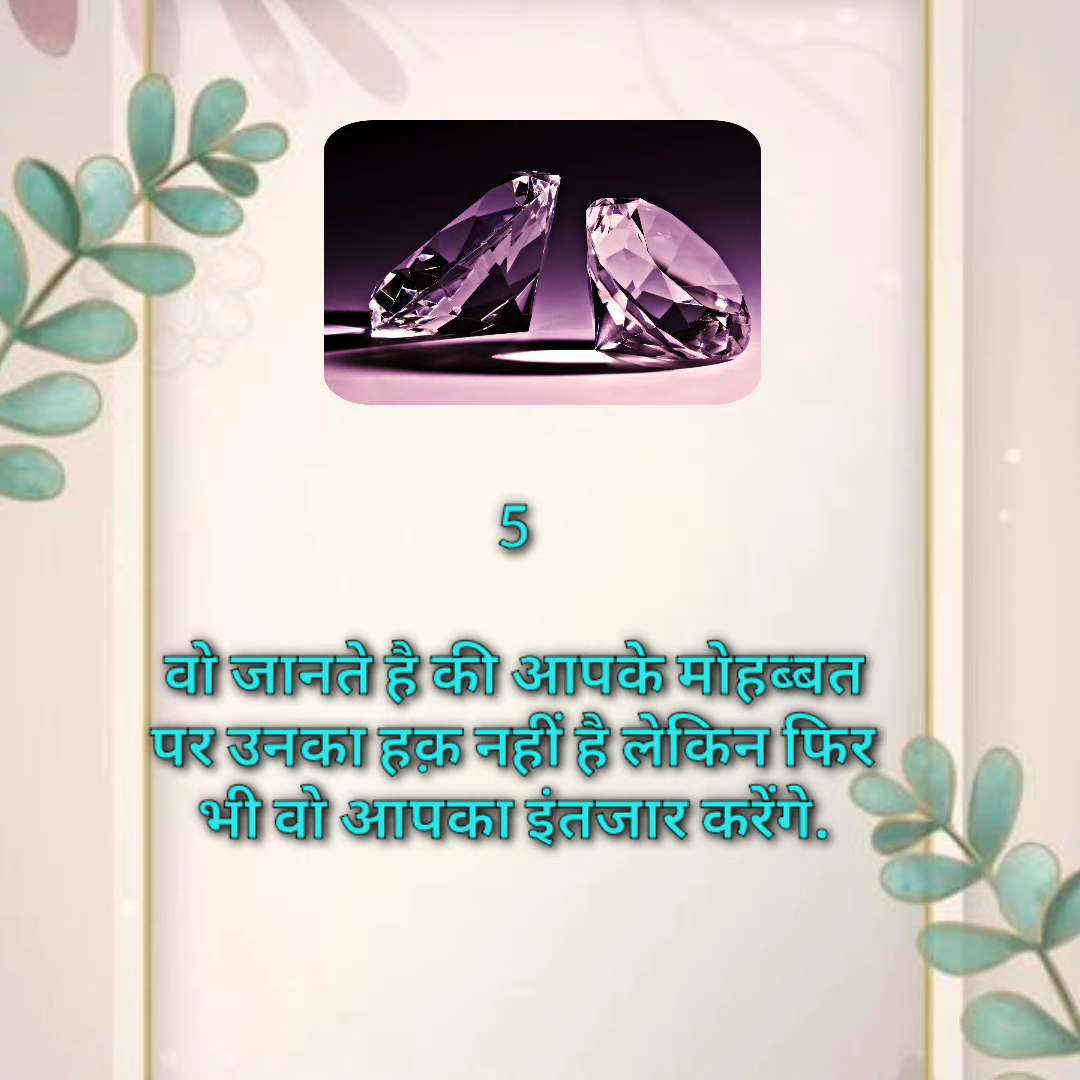 5
वो जानते है की आपके मोहब्बत
पर उनका हक़ नहीं है लेकिन फिर
भी वो आपका इंतजार करेंगे.